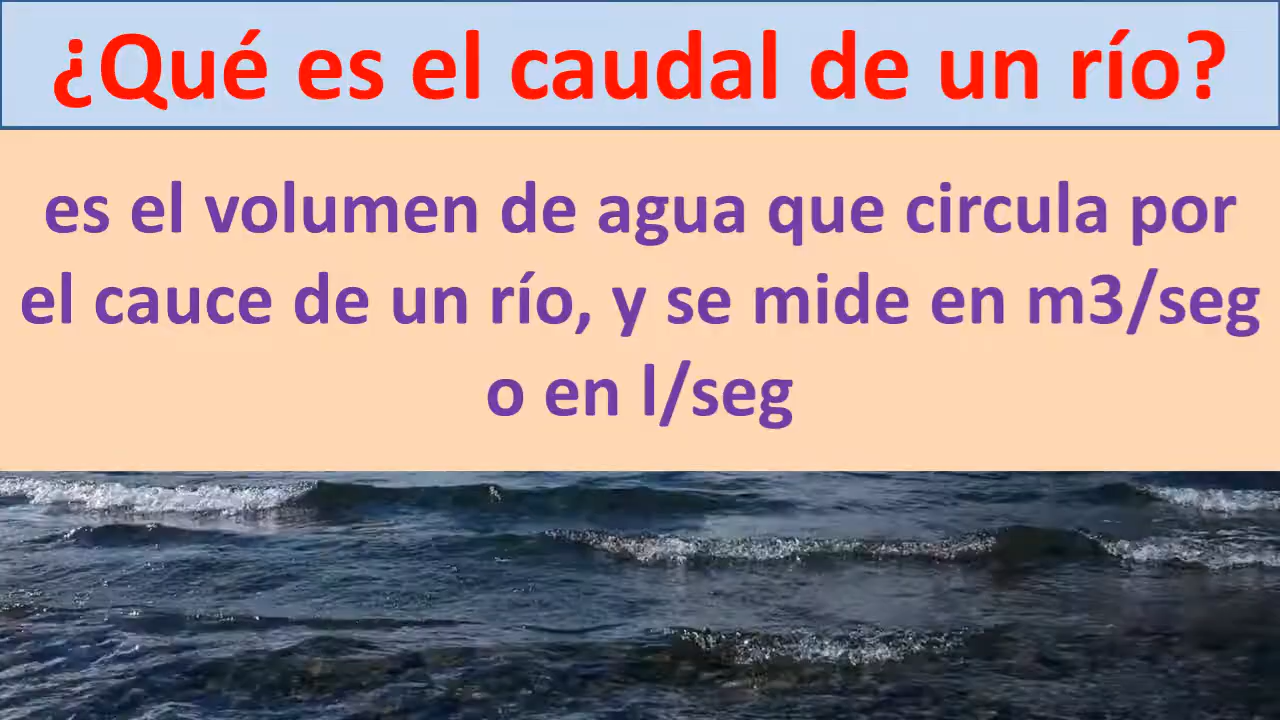 ¿Qué es el caudal de un río?
es el volumen de agua que circula por
el cauce de un río, y se mide en m3/seg
o en l/seg